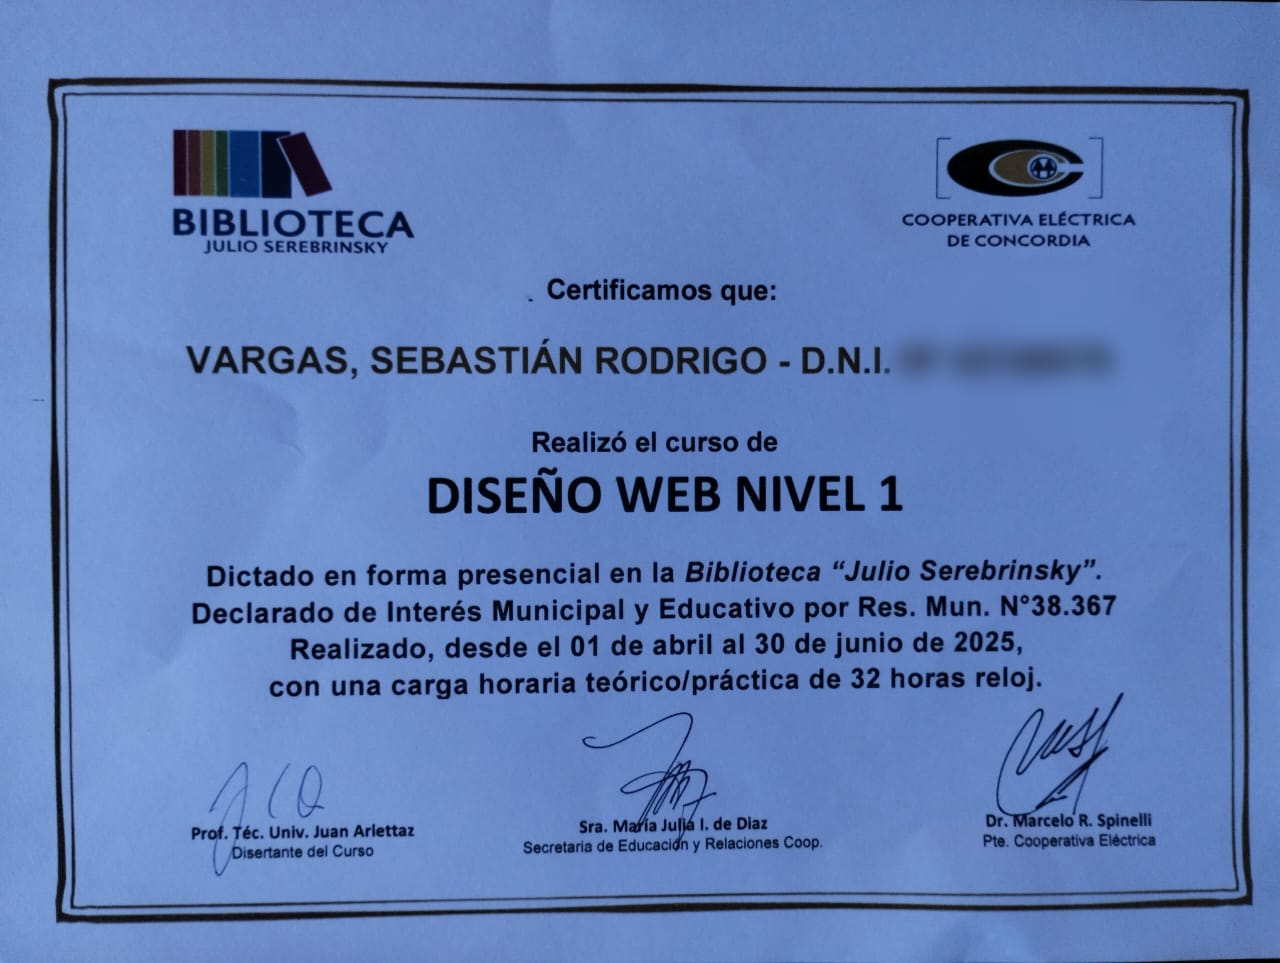 BIBLIOTECA
JULIO SEREBRINSKY
COOPERATIVA ELÉCTRICA
DE CONCORDIA
Certificamos que:
VARGAS, SEBASTIÁN RODRIGO - D.N.I.
Realizó el curso de
DISEÑO WEB NIVEL 1
Dictado en forma presencial en la Biblioteca “Julio Serebrinsky”.
Declarado de Interés Municipal y Educativo por Res. Mun. N°38.367
Realizado, desde el 01 de abril al 30 de junio de 2025,
con una carga horaria teórico/práctica de 32 horas reloj.
Prof. Téc. Univ. Juan Arlettaz
Disertante del Curso
Sra. María Julia I. de Diaz
Secretaria de Educación y Relaciones Coop.
Dr. Marcelo R. Spinelli
Pte. Cooperativa Eléctrica